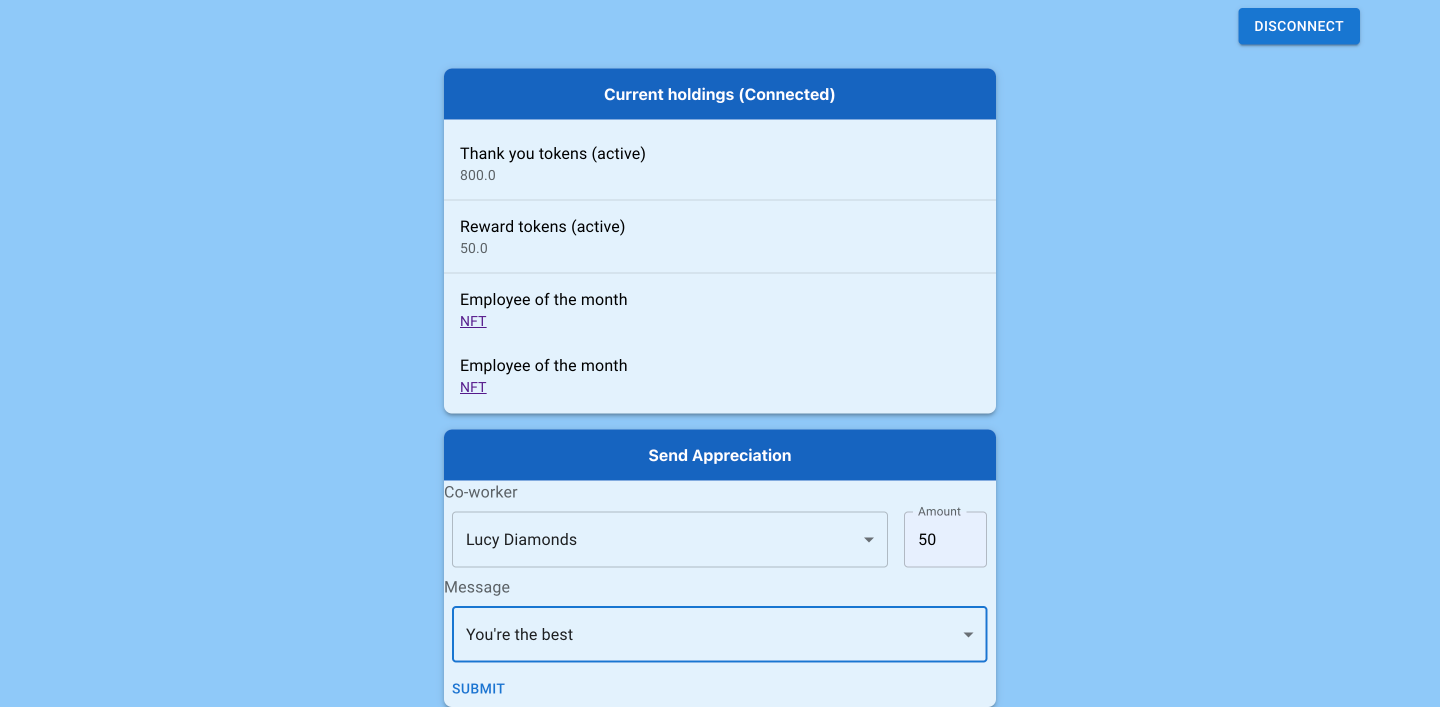 DISCONNECT
Current holdings (Connected)
Thank you tokens (active)
800.0
Reward tokens (active)
50.0
Employee of the month
NFT
Employee of the month
NFT
Send Appreciation
Co-worker
Amount
Lucy Diamonds
50
Message
You're the best
SUBMIT